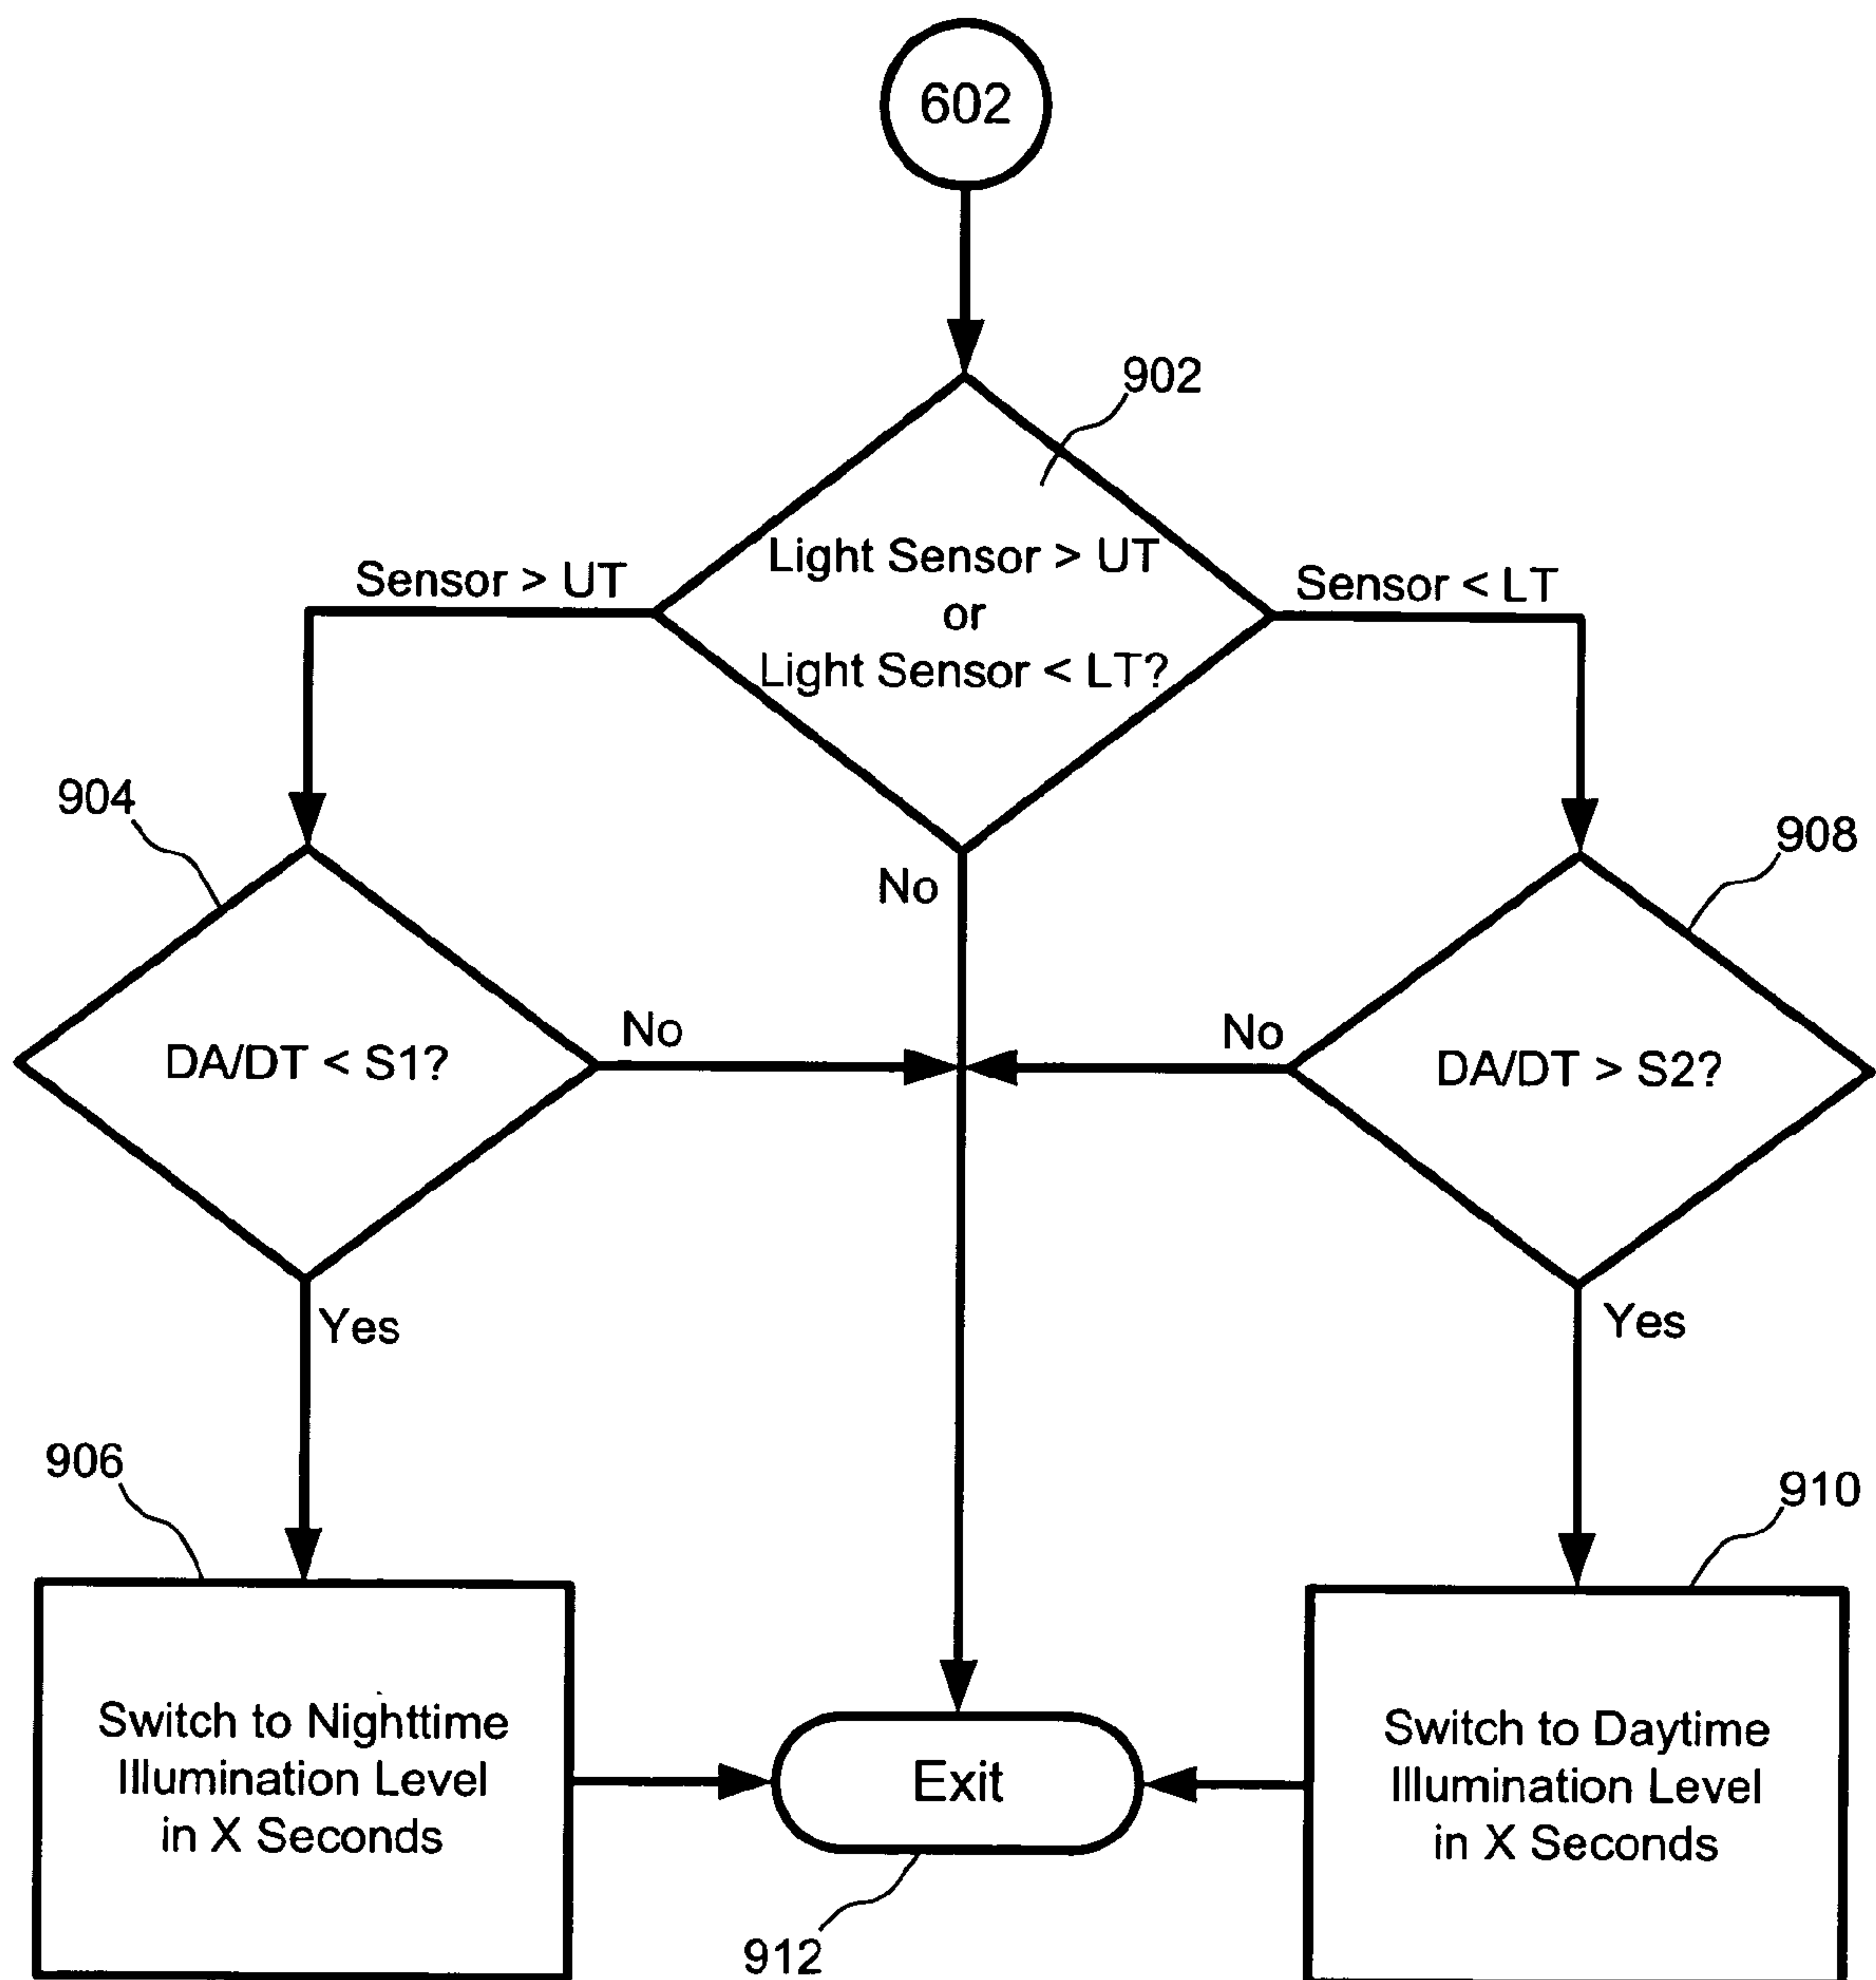 602
902
Light Sensor > UT
or
Light Sensor < LT?
Sensor > UT
Sensor < LT
904
908
No
DA/DT < S1?
No
No
DA/DT > S2?
Yes
Yes
906
910
Switch to Nighttime
Illumination Level
in X Seconds
Exit
Switch to Daytime
Illumination Level
in X Seconds
912